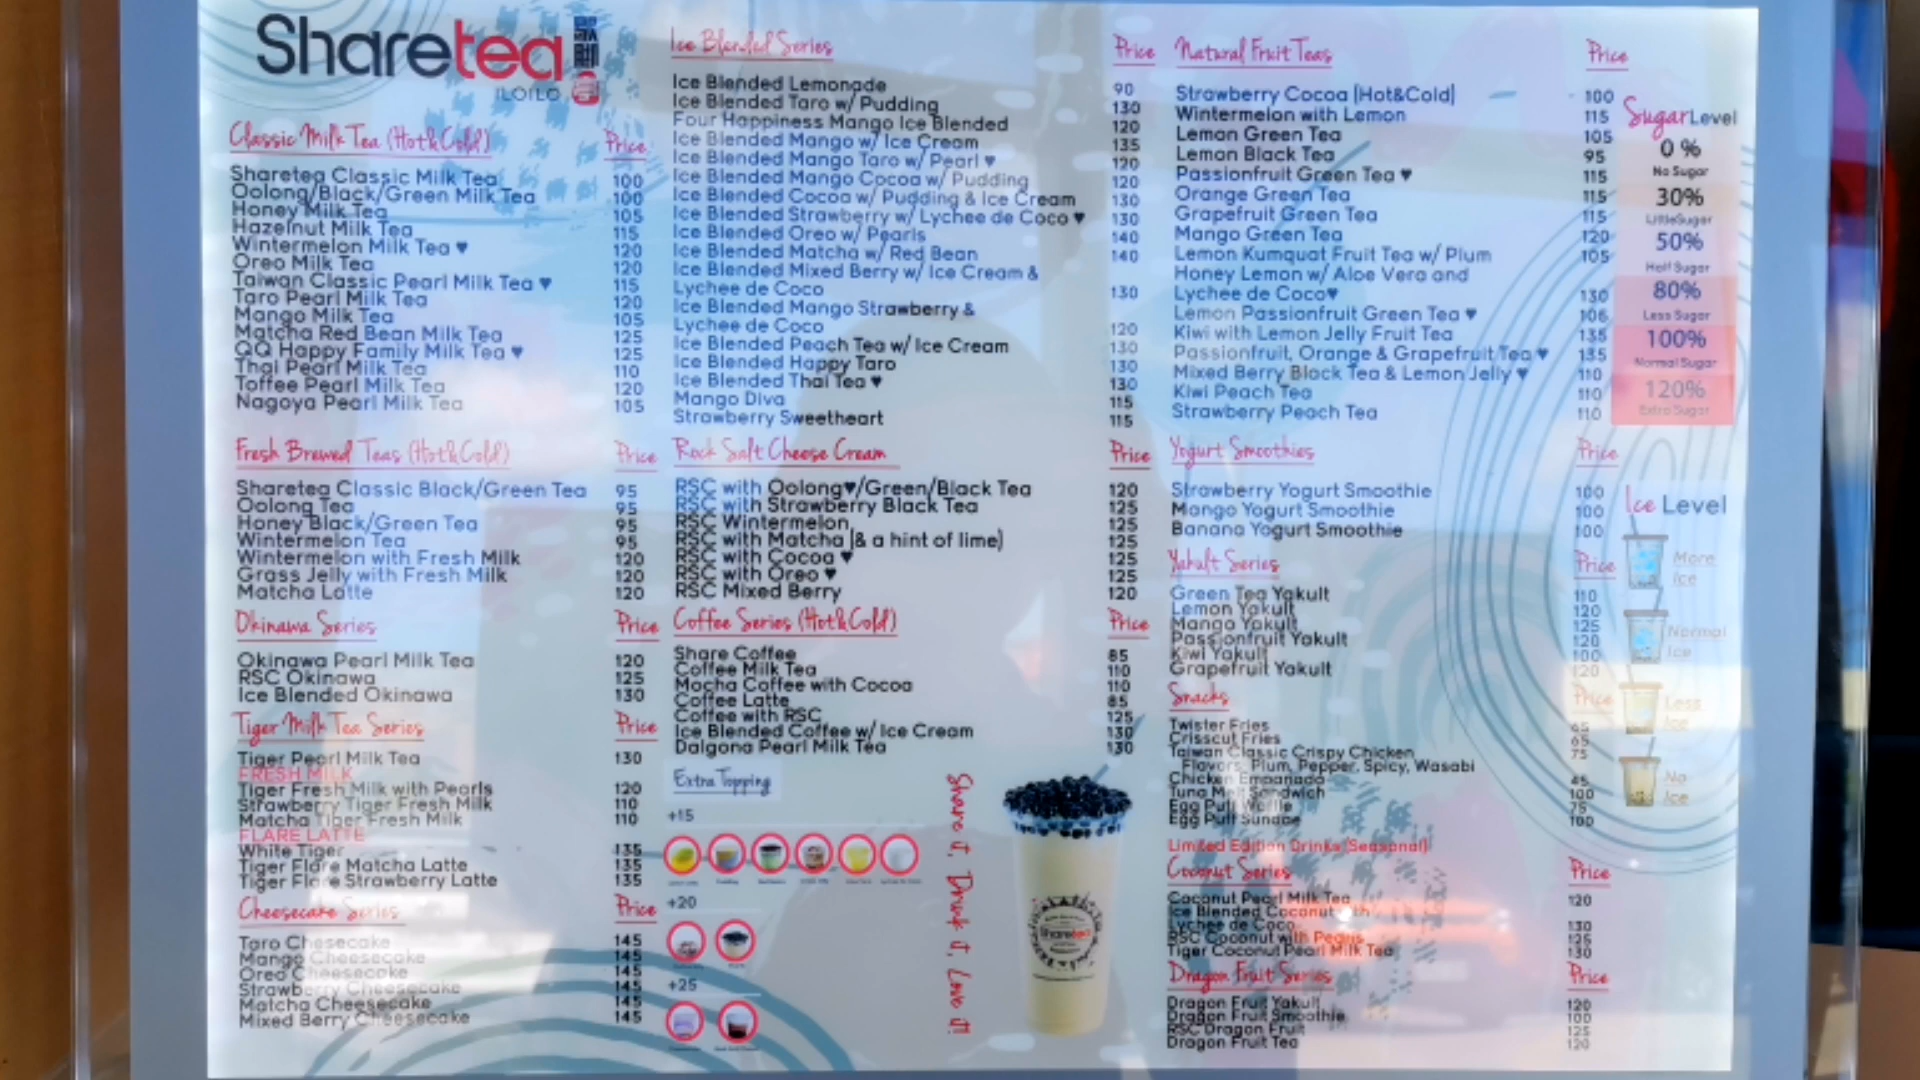 Sharetea
ILOILO
Classic Milk Tea (Hot&Cold) Price
Sharetea Classic Milk Tea 100
Oolong/Black/Green Milk Tea 100
Honey Milk Tea 105
Hazelnut Milk Tea 115
Wintermelon Milk Tea ♥ 120
Oreo Milk Tea 120
Taiwan Classic Pearl Milk Tea ♥ 115
Taro Pearl Milk Tea 120
Mango Milk Tea 105
Matcha Red Bean Milk Tea 125
QQ Happy Family Milk Tea ♥ 125
Thai Pearl Milk Tea 110
Toffee Pearl Milk Tea 120
Nagoya Pearl Milk Tea 105
Fresh Brewed Teas (Hot&Cold) Price
Sharetea Classic Black/Green Tea 95
Oolong Tea 95
Honey Black/Green Tea 95
Wintermelon Tea 95
Wintermelon with Fresh Milk 120
Grass Jelly with Fresh Milk 120
Matcha Latte 120
Okinawa Series Price
Okinawa Pearl Milk Tea 120
RSC Okinawa 125
Ice Blended Okinawa 130
Tiger Milk Tea Series Price
Tiger Pearl Milk Tea 130
FRESH MILK
Tiger Fresh Milk with Pearls 120
Strawberry Tiger Fresh Milk 110
Matcha Tiger Fresh Milk 110
FLARE LATTE
White Tiger 135
Tiger Flare Matcha Latte 135
Tiger Flare Strawberry Latte 135
Cheesecake Series Price
Taro Chesecake 145
Mango Cheesecake 145
Oreo Cheesecake 145
Strawberry Cheesecake 145
Matcha Cheesecake 145
Mixed Berry Cheesecake 145
Ice Blended Series Price
Ice Blended Lemonade 90
Ice Blended Taro w/ Pudding 130
Four Happiness Mango Ice Blended 120
Ice Blended Mango w/ Ice Cream 135
Ice Blended Mango Taro w/ Pearl ♥ 120
Ice Blended Mango Cocoa w/ Pudding 120
Ice Blended Cocoa w/ Pudding & Ice Cream 130
Ice Blended Strawberry w/ Lychee de Coco ♥ 130
Ice Blended Oreo w/ Pearls 140
Ice Blended Matcha w/ Red Bean 140
Ice Blended Mixed Berry w/ Ice Cream &
Lychee de Coco 130
Ice Blended Mango Strawberry &
Lychee de Coco 120
Ice Blended Peach Tea w/ Ice Cream 130
Ice Blended Happy Taro 130
Ice Blended Thai Tea ♥ 130
Mango Diva 115
Strawberry Sweetheart 115
Rock Salt Cheese Cream Price
RSC with Oolong♥/Green/Black Tea 120
RSC with Strawberry Black Tea 125
RSC Wintermelon 125
RSC with Matcha (& a hint of lime) 125
RSC with Cocoa ♥ 125
RSC with Oreo ♥ 125
RSC Mixed Berry 120
Coffee Series (Hot&Cold) Price
Share Coffee 85
Coffee Milk Tea 110
Mocha Coffee with Cocoa 110
Coffee Latte 85
Coffee with RSC 125
Ice Blended Coffee w/ Ice Cream 130
Dalgona Pearl Milk Tea 130
Extra Topping
+15
+20
+25
Share it, Drink it, Love it!
Sharetea
Natural Fruit Teas Price
Strawberry Cocoa (Hot&Cold) 100
Wintermelon with Lemon 115
Lemon Green Tea 105
Lemon Black Tea 95
Passionfruit Green Tea ♥ 115
Orange Green Tea 115
Grapefruit Green Tea 115
Mango Green Tea 120
Lemon Kumquat Fruit Tea w/ Plum 105
Honey Lemon w/ Aloe Vera and
Lychee de Coco♥ 130
Lemon Passionfruit Green Tea ♥ 105
Kiwi with Lemon Jelly Fruit Tea 135
Passionfruit, Orange & Grapefruit Tea ♥ 135
Mixed Berry Black Tea & Lemon Jelly ♥ 110
Kiwi Peach Tea 110
Strawberry Peach Tea 110
Yogurt Smoothies Price
Strawberry Yogurt Smoothie 100
Mango Yogurt Smoothie 100
Banana Yogurt Smoothie 100
Yakult Series Price
Green Tea Yakult 110
Lemon Yakult 120
Mango Yakult 125
Passionfruit Yakult 120
Kiwi Yakult 100
Grapefruit Yakult 120
Snacks Price
Twister Fries 65
Crisscut Fries 65
Taiwan Classic Crispy Chicken 75
Flavors: Plum, Pepper, Spicy, Wasabi
Chicken Empanada 45
Tuna Melt Sandwich 100
Egg Puff Waffle 75
Egg Puff Sundae 100
Limited Edition Drinks (Seasonal)
Coconut Series Price
Coconut Pearl Milk Tea 120
Ice Blended Coconut with
Lychee de Coco 130
RSC Coconut with Pearls 125
Tiger Coconut Pearl Milk Tea 130
Dragon Fruit Series Price
Dragon Fruit Yakult 120
Dragon Fruit Smoothie 100
RSC Dragon Fruit 125
Dragon Fruit Tea 120
Sugar Level
0 %
No Sugar
30%
Little Sugar
50%
Half Sugar
80%
Less Sugar
100%
Normal Sugar
120%
Extra Sugar
Ice Level
More
Ice
Normal
Ice
Less
Ice
No
Ice